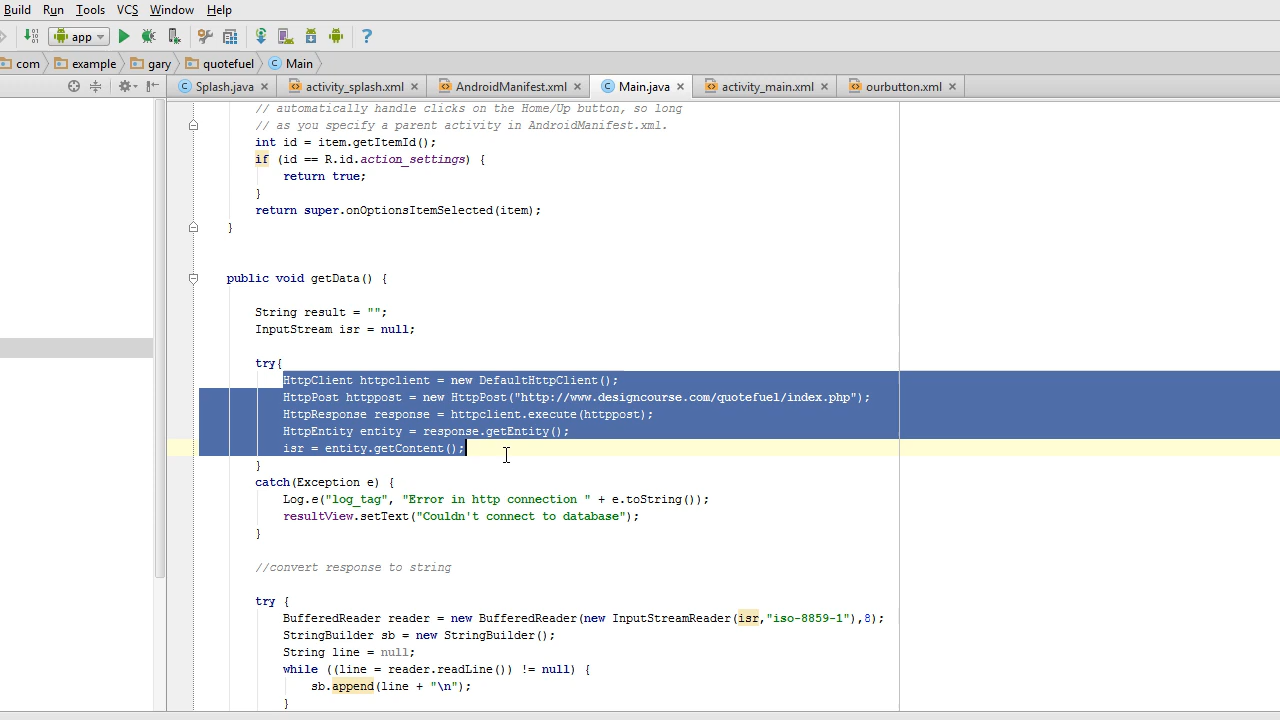 Build Run Tools VCS Window Help
app ?
com example gary quotefuel Main
Splash.java activity_splash.xml AndroidManifest.xml Main.java activity_main.xml ourbutton.xml
// automatically handle clicks on the Home/Up button, so long
// as you specify a parent activity in AndroidManifest.xml.
int id = item.getItemId();
if (id == R.id.action_settings) {
return true;
}
return super.onOptionsItemSelected(item);
}
public void getData() {
String result = "";
InputStream isr = null;
try{
HttpClient httpclient = new DefaultHttpClient();
HttpPost httppost = new HttpPost("http://www.designcourse.com/quotefuel/index.php");
HttpResponse response = httpclient.execute(httppost);
HttpEntity entity = response.getEntity();
isr = entity.getContent();
}
catch(Exception e) {
Log.e("log_tag", "Error in http connection " + e.toString());
resultView.setText("Couldn't connect to database");
}
//convert response to string
try {
BufferedReader reader = new BufferedReader(new InputStreamReader(isr,"iso-8859-1"),8);
StringBuilder sb = new StringBuilder();
String line = null;
while ((line = reader.readLine()) != null) {
sb.append(line + "\n");
}